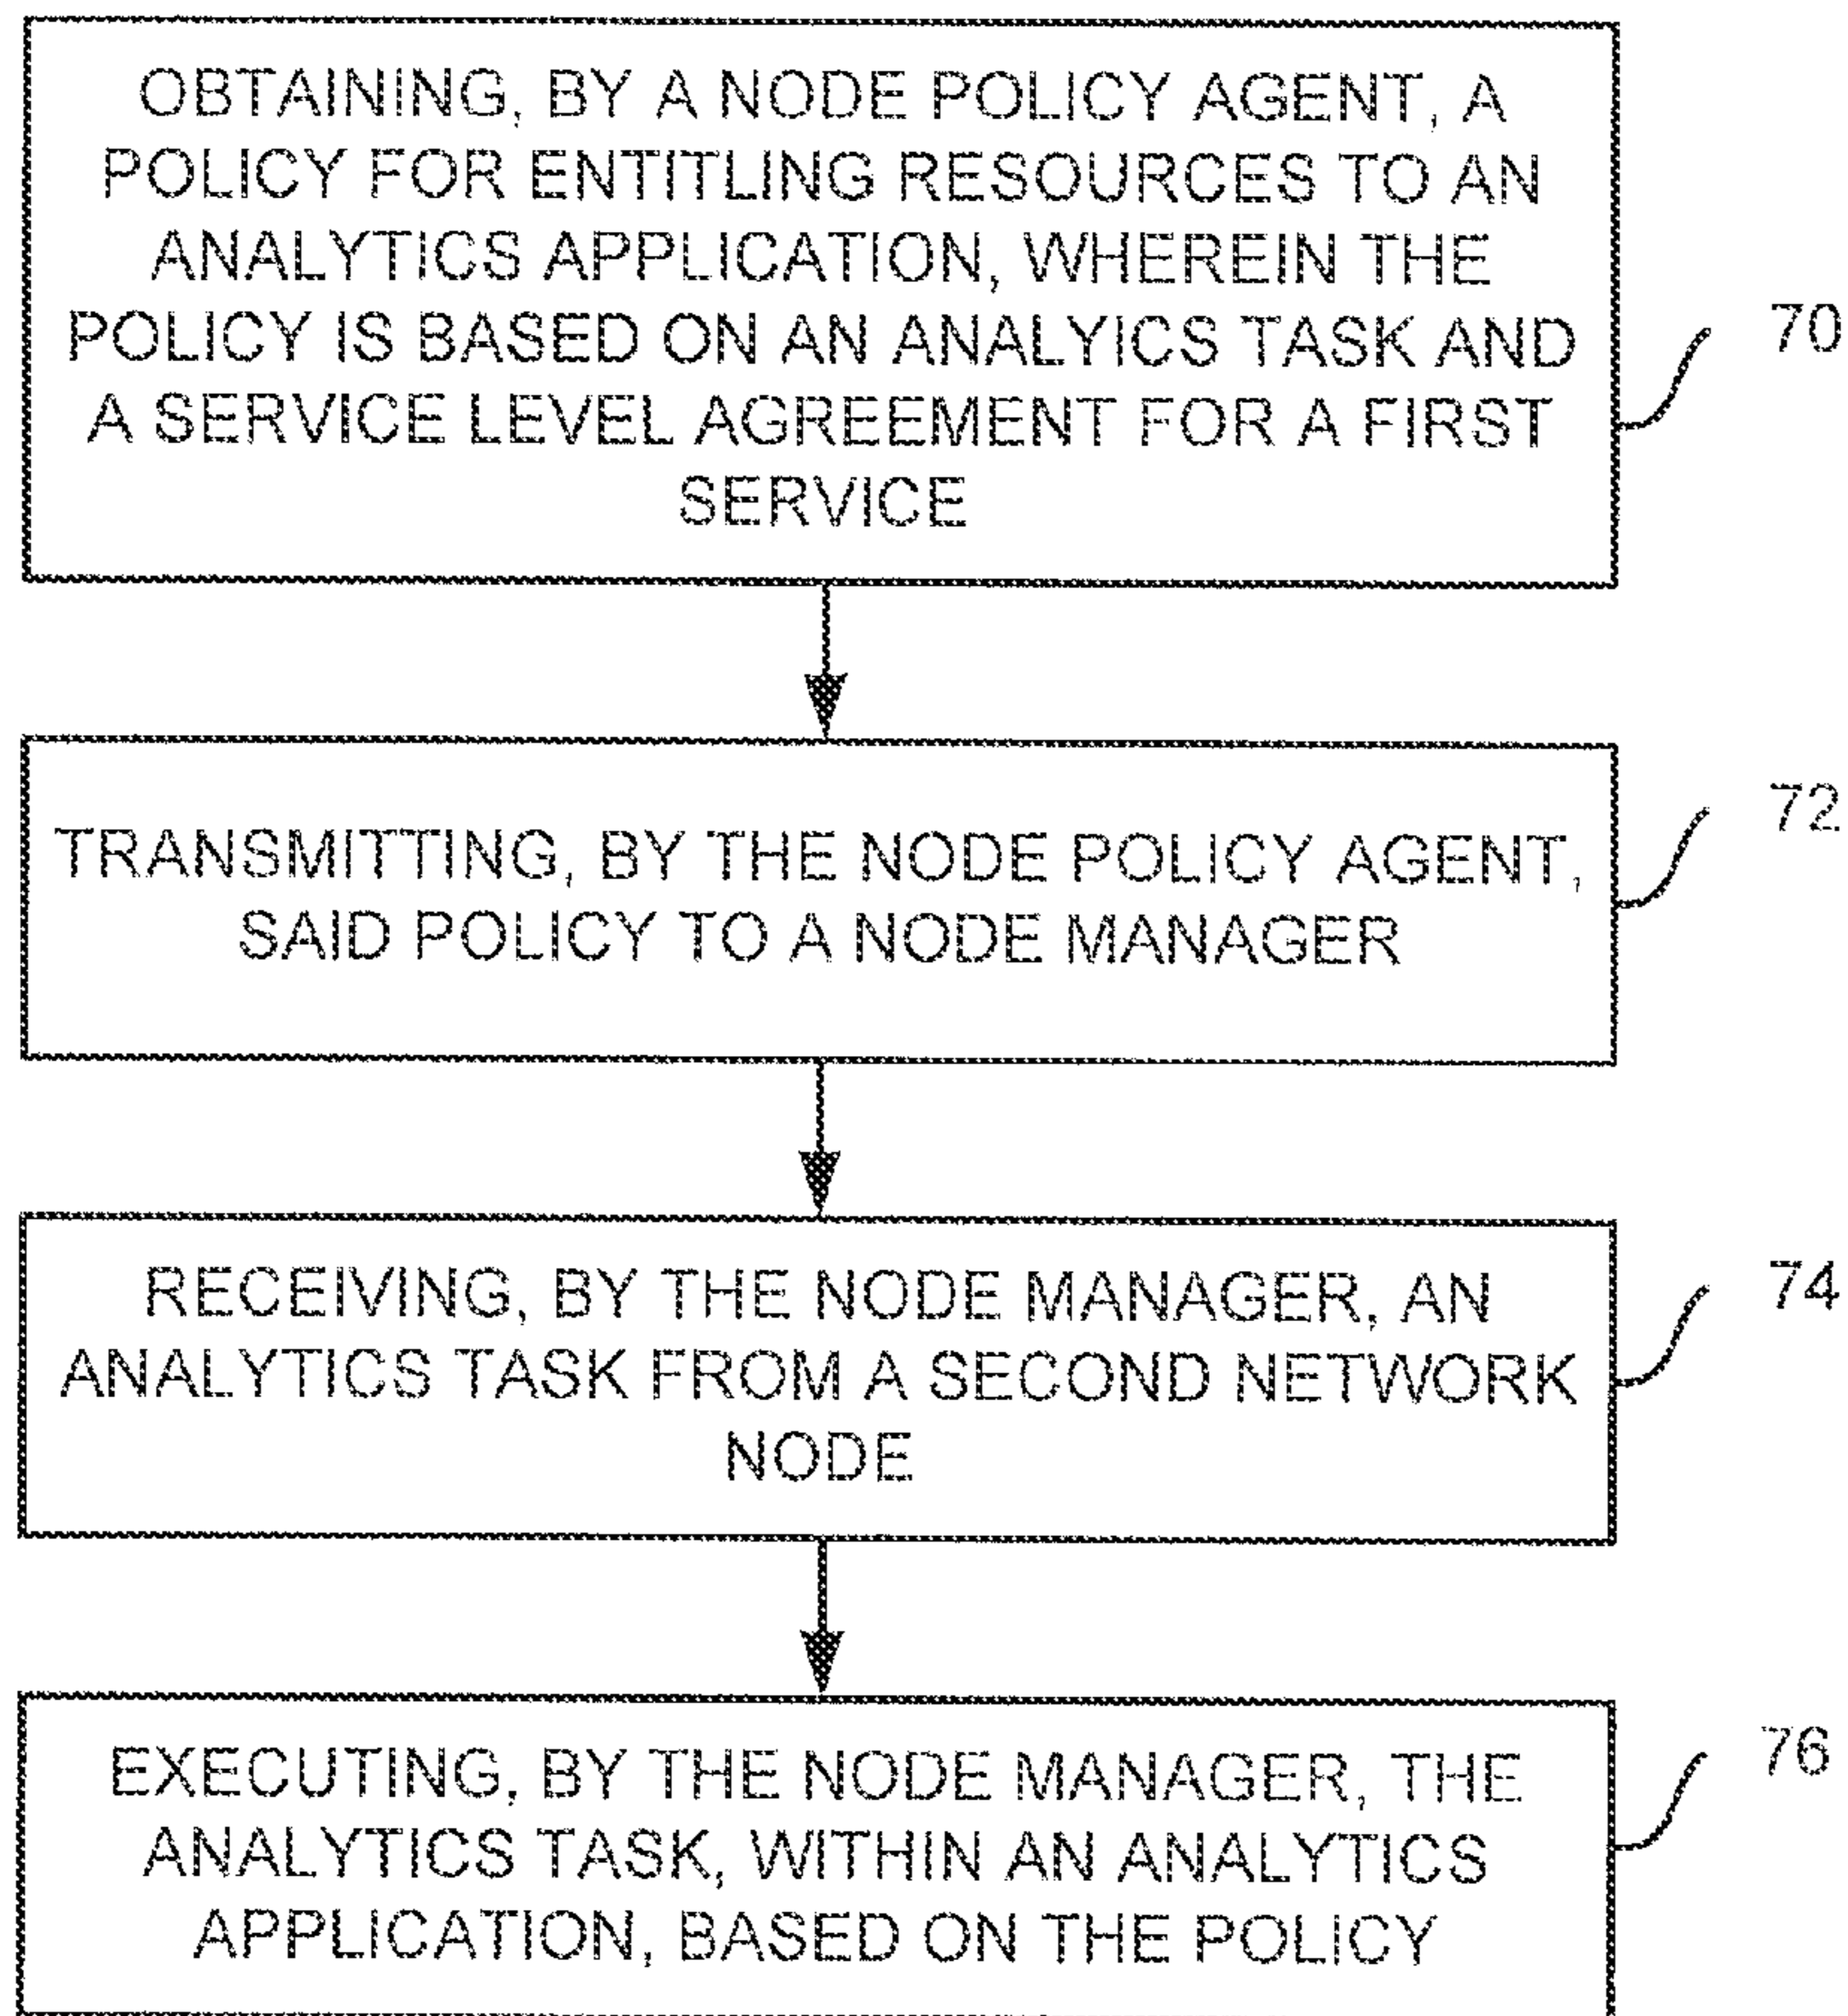 OBTAINING, BY A NODE POLICY AGENT, A
POLICY FOR ENTITLING RESOURCES TO AN
ANALYTICS APPLICATION, WHEREIN THE
POLICY IS BASED ON AN ANALYICS TASK AND
A SERVICE LEVEL AGREEMENT FOR A FIRST
SERVICE
70
TRANSMITTING, BY THE NODE POLICY AGENT,
SAID POLICY TO A NODE MANAGER
72
RECEIVING, BY THE NODE MANAGER, AN
ANALYTICS TASK FROM A SECOND NETWORK
NODE
74
EXECUTING, BY THE NODE MANAGER, THE
ANALYTICS TASK, WITHIN AN ANALYTICS
APPLICATION, BASED ON THE POLICY
76